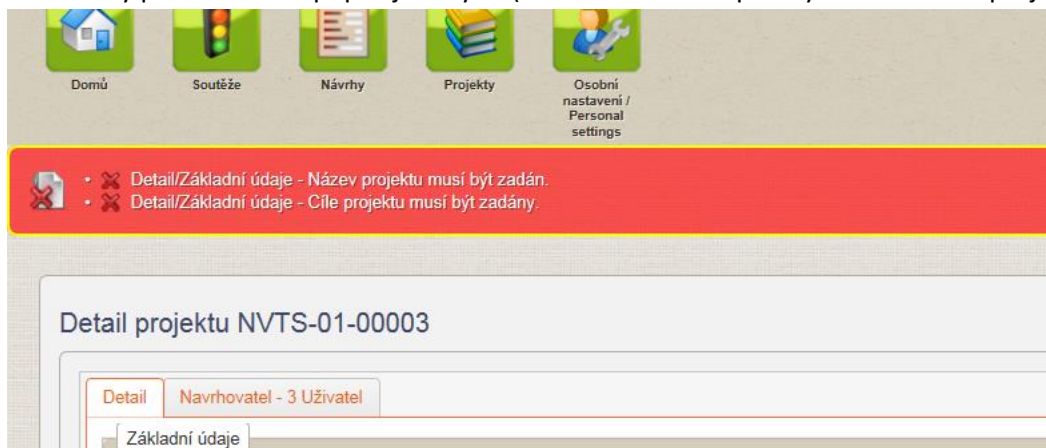 Domů
Soutěže
Návrhy
Projekty
Osobní
nastavení /
Personal
settings
• Detail/Základní údaje - Název projektu musí být zadán.
• Detail/Základní údaje - Cíle projektu musí být zadány.
Detail projektu NVTS-01-00003
Detail Navrhovatel - 3 Uživatel
Základní údaje